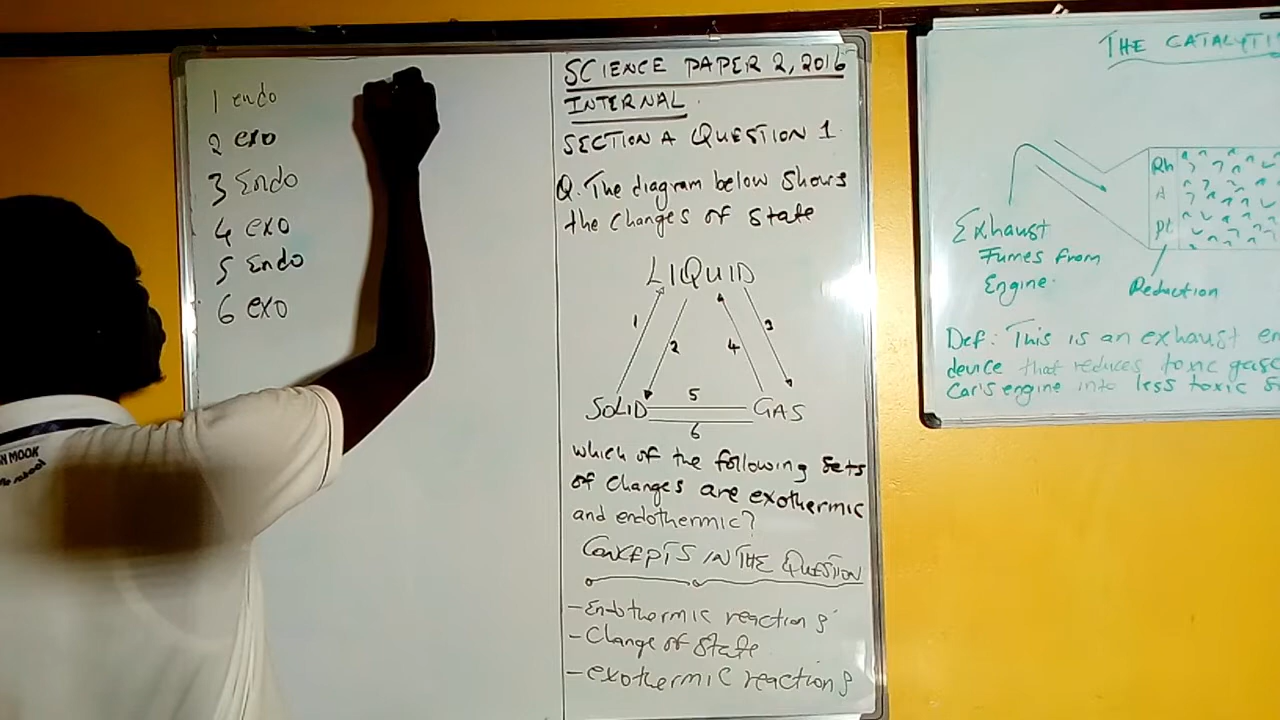 1 endo
2 exo
3 Endo
4 exo
5 Endo
6 exo
SCIENCE PAPER 2, 2016
INTERNAL
SECTION A QUESTION 1
Q. The diagram below shows
the changes of state
LIQUID
1
2
4
3
SOLID
5
GAS
6
which of the following sets
of changes are exothermic
and endothermic?
CONCEPTS IN THE QUESTION
- Endothermic reactions
- Change of state
- exothermic reactions
THE CATALYTI
Rh
Pt
Exhaust
Fumes from
Engine.
Reduction
Def: This is an exhaust
device that reduces toxic
Car's engine into less toxic
MOOK